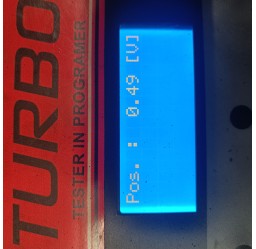 TURBO
TESTER IN PROGRAMER
Pos. : 0.49 [V]